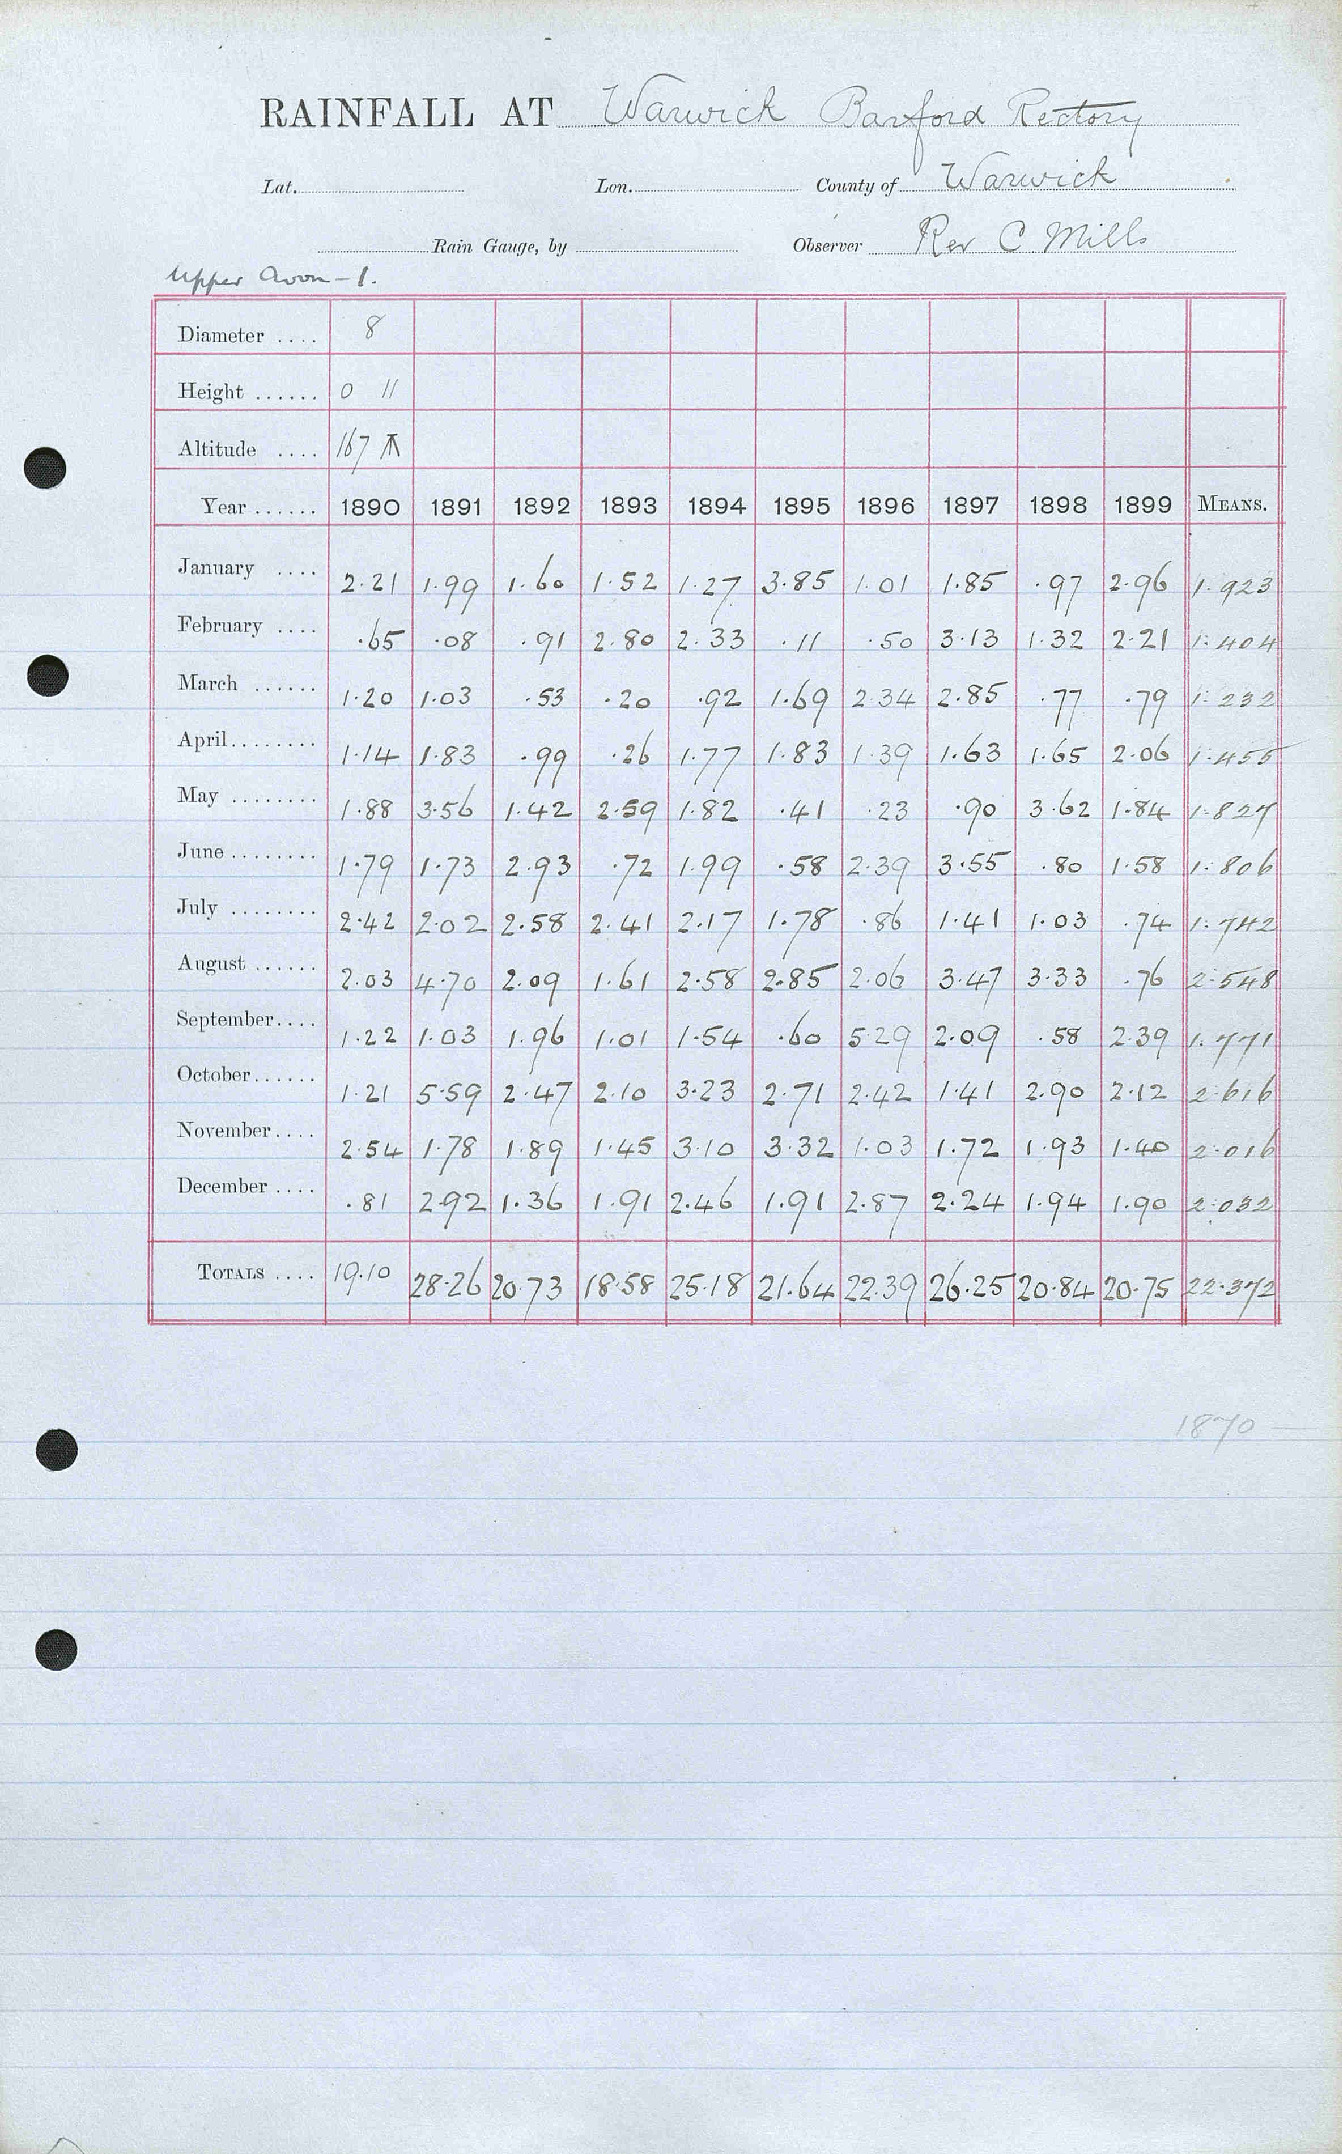 RAINFALL AT Warwick Barford Rectory
Lat. Lon. County of Warwick
Rain Gauge, by Observer Rev C Mills
Upper Avon – 1.
Diameter .... 8
Height ...... 0 11
Altitude .... 167
Year ...... 1890 1891 1892 1893 1894 1895 1896 1897 1898 1899 MEANS.
January .... 2.21 1.99 1.60 1.52 1.27 3.85 1.01 1.85 .97 2.96 1.923
February .... .65 .08 .91 2.80 2.33 .11 .50 3.13 1.32 2.21 1.404
March ...... 1.20 1.03 .53 .20 .92 1.69 2.34 2.85 .77 .79 1.232
April ........ 1.14 1.83 .99 .26 1.77 1.83 1.39 1.63 1.65 2.06 1.455
May ........ 1.88 3.56 1.42 2.59 1.82 .41 .23 .90 3.62 1.84 1.827
June ........ 1.79 1.73 2.93 .72 1.99 .58 2.39 3.55 .80 1.58 1.806
July ........ 2.42 2.02 2.58 2.41 2.17 1.78 .86 1.41 1.03 .74 1.742
August ...... 2.03 4.70 2.09 1.61 2.58 2.85 2.06 3.47 3.33 .76 2.548
September .... 1.22 1.03 1.96 1.01 1.54 .60 5.29 2.09 .58 2.39 1.771
October ...... 1.21 5.59 2.47 2.10 3.23 2.71 2.42 1.41 2.90 2.12 2.616
November .... 2.54 1.78 1.89 1.45 3.10 3.32 1.03 1.72 1.93 1.40 2.016
December .... .81 2.92 1.36 1.91 2.46 1.91 2.87 2.24 1.94 1.90 2.032
TOTALS .... 19.10 28.26 20.73 18.58 25.18 21.64 22.39 26.25 20.84 20.75 22.372
1870 –